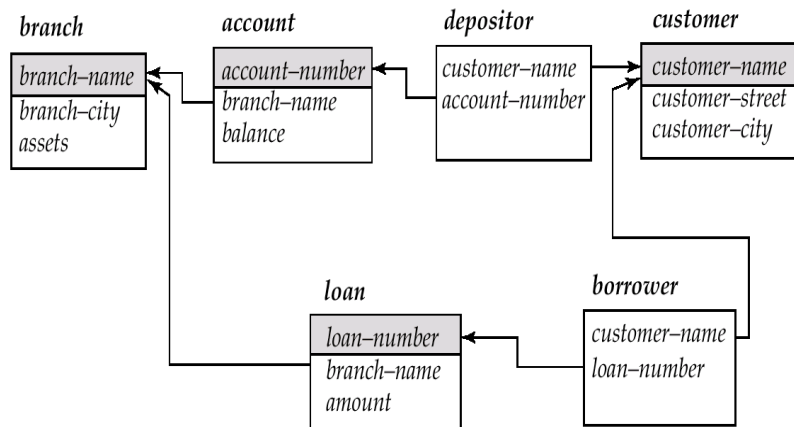 branch
branch–name
branch–city
assets
account
account–number
branch–name
balance
depositor
customer–name
account–number
customer
customer–name
customer–street
customer–city
loan
loan–number
branch–name
amount
borrower
customer–name
loan–number